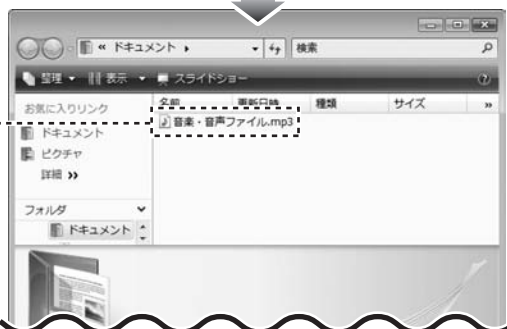 « ドキュメント
検索
整理 表示 スライドショー
お気に入りリンク
名前 更新日時 種類 サイズ »
音楽・音声ファイル.mp3
ドキュメント
ピクチャ
詳細 »
フォルダ
ドキュメント